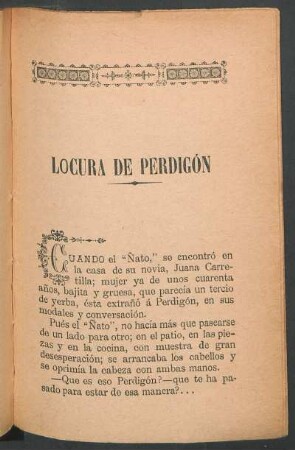 LOCURA DE PERDIGÓN
CUANDO el "Ñato," se encontró en
la casa de su novia, Juana Carre-
tilla; mujer ya de unos cuarenta
años, bajita y gruesa, que parecía un tercio
de yerba, ésta extrañó á Perdigón, en sus
modales y conversación.
Pués el "Ñato", no hacia más que pasearse
de un lado para otro; en el patio, en las pie-
zas y en la cocina, con muestra de gran
desesperación; se arrancaba los cabellos y
se oprimía la cabeza con ambas manos.
—Que es eso Perdigón?—que te ha pa-
sado para estar de esa manera?...